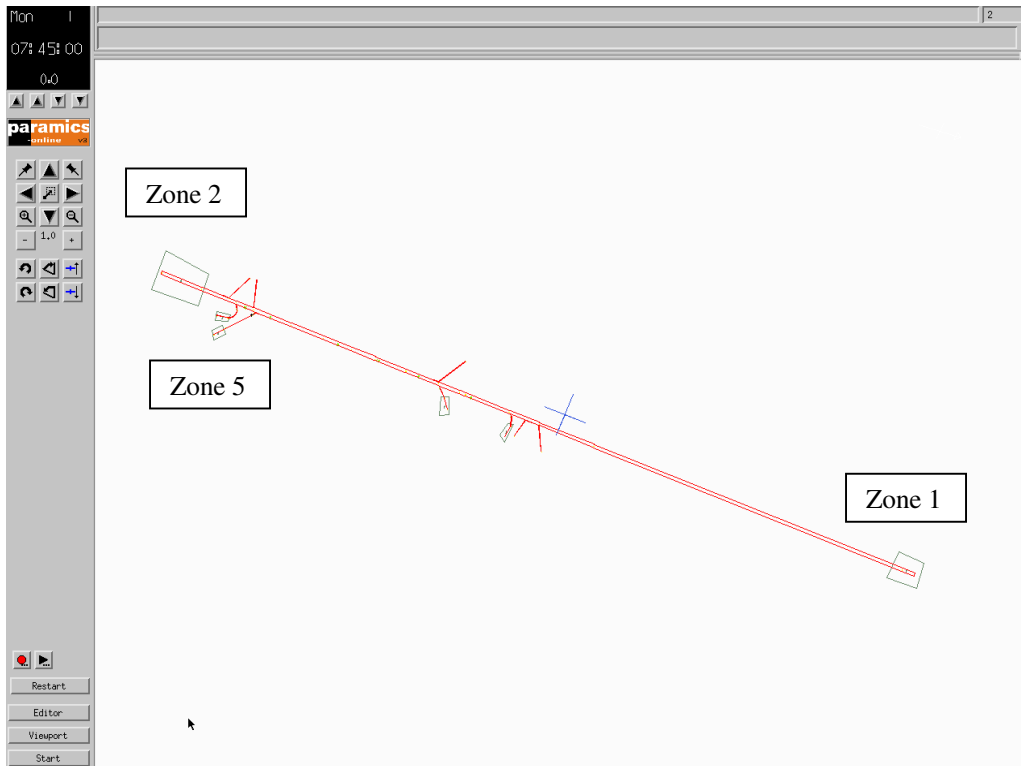 Mon 1
2
07:45:00
0.0
paramics
-online v3
Zone 2
- 1.0 +
Zone 5
Zone 1
Restart
Editor
Viewport
Start